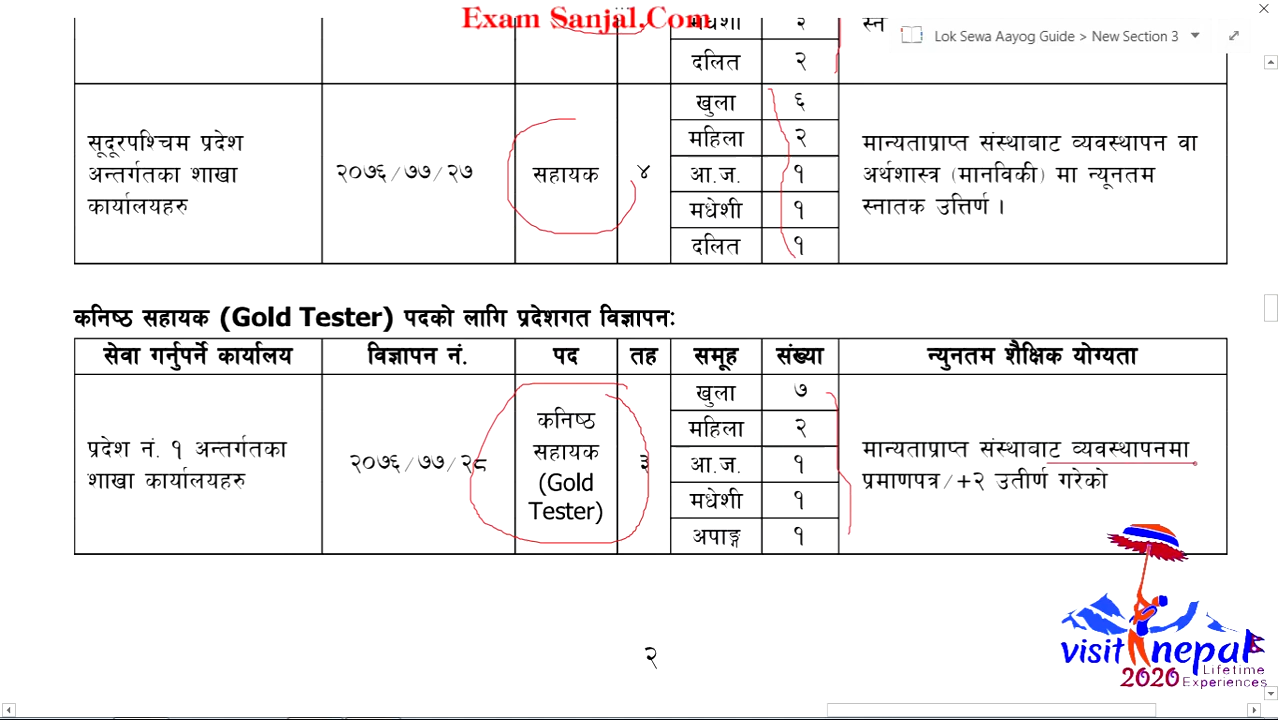 Exam Sanjal.Com
Lok Sewa Aayog Guide > New Section 3
मधेशी २
स्न
दलित २
सूदूरपश्चिम प्रदेश अन्तर्गतका शाखा कार्यालयहरु
२०७६/७७/२७
सहायक
४
खुला ६
महिला २
आ.ज. १
मधेशी १
दलित १
मान्यताप्राप्त संस्थाबाट व्यवस्थापन वा
अर्थशास्त्र (मानविकी) मा न्यूनतम
स्नातक उत्तिर्ण ।
कनिष्ठ सहायक (Gold Tester) पदको लागि प्रदेशगत विज्ञापनः
सेवा गर्नुपर्ने कार्यालय विज्ञापन नं. पद तह समूह संख्या न्युनतम शैक्षिक योग्यता
प्रदेश नं. १ अन्तर्गतका
शाखा कार्यालयहरु
२०७६/७७/२८
कनिष्ठ
सहायक
(Gold
Tester)
३
खुला ७
महिला २
आ.ज. १
मधेशी १
अपाङ्ग १
मान्यताप्राप्त संस्थाबाट व्यवस्थापनमा
प्रमाणपत्र/+२ उतीर्ण गरेको
visit nepal
2020 Lifetime
Experiences
२